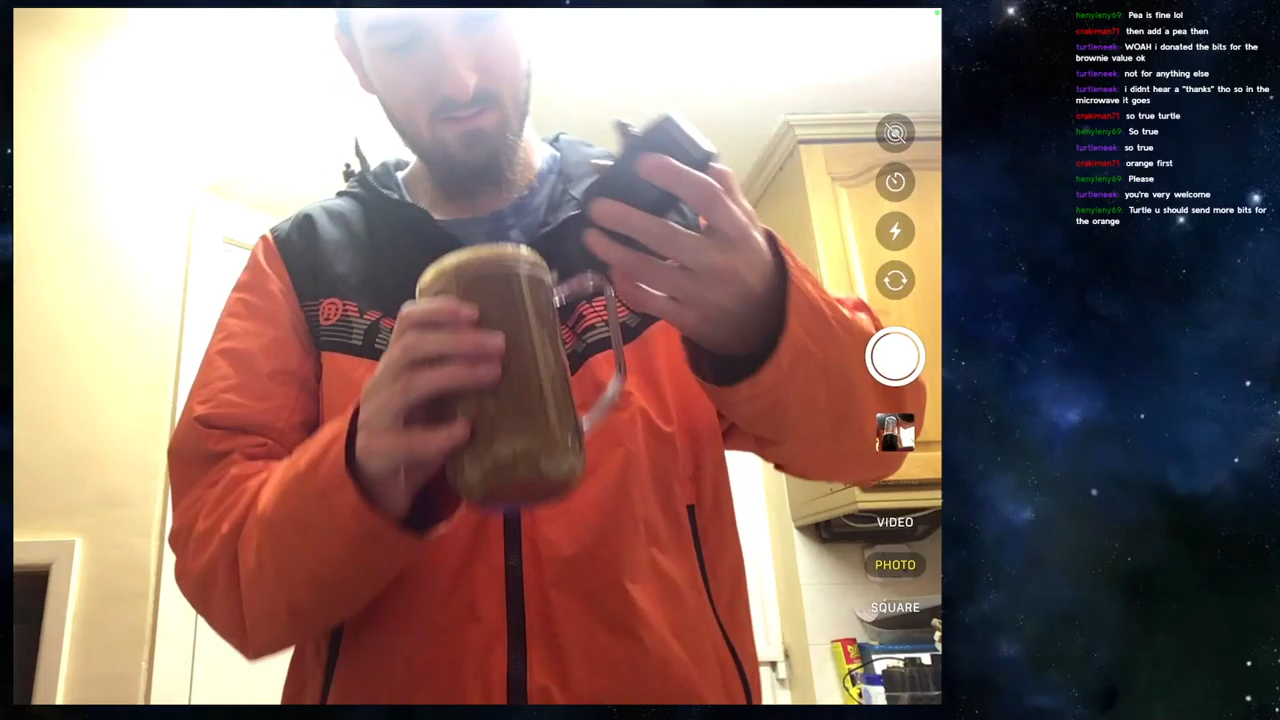 henyleny69: Pea is fine lol
crakiman71: then add a pea then
turtleneek: WOAH i donated the bits for the
brownie value ok
turtleneek: not for anything else
turtleneek: i didnt hear a "thanks" tho so in the
microwave it goes
crakiman71: so true turtle
henyleny69: So true
turtleneek: so true
crakiman71: orange first
henyleny69: Please
turtleneek: you're very welcome
henyleny69: Turtle u should send more bits for
the orange
VIDEO
PHOTO
SQUARE